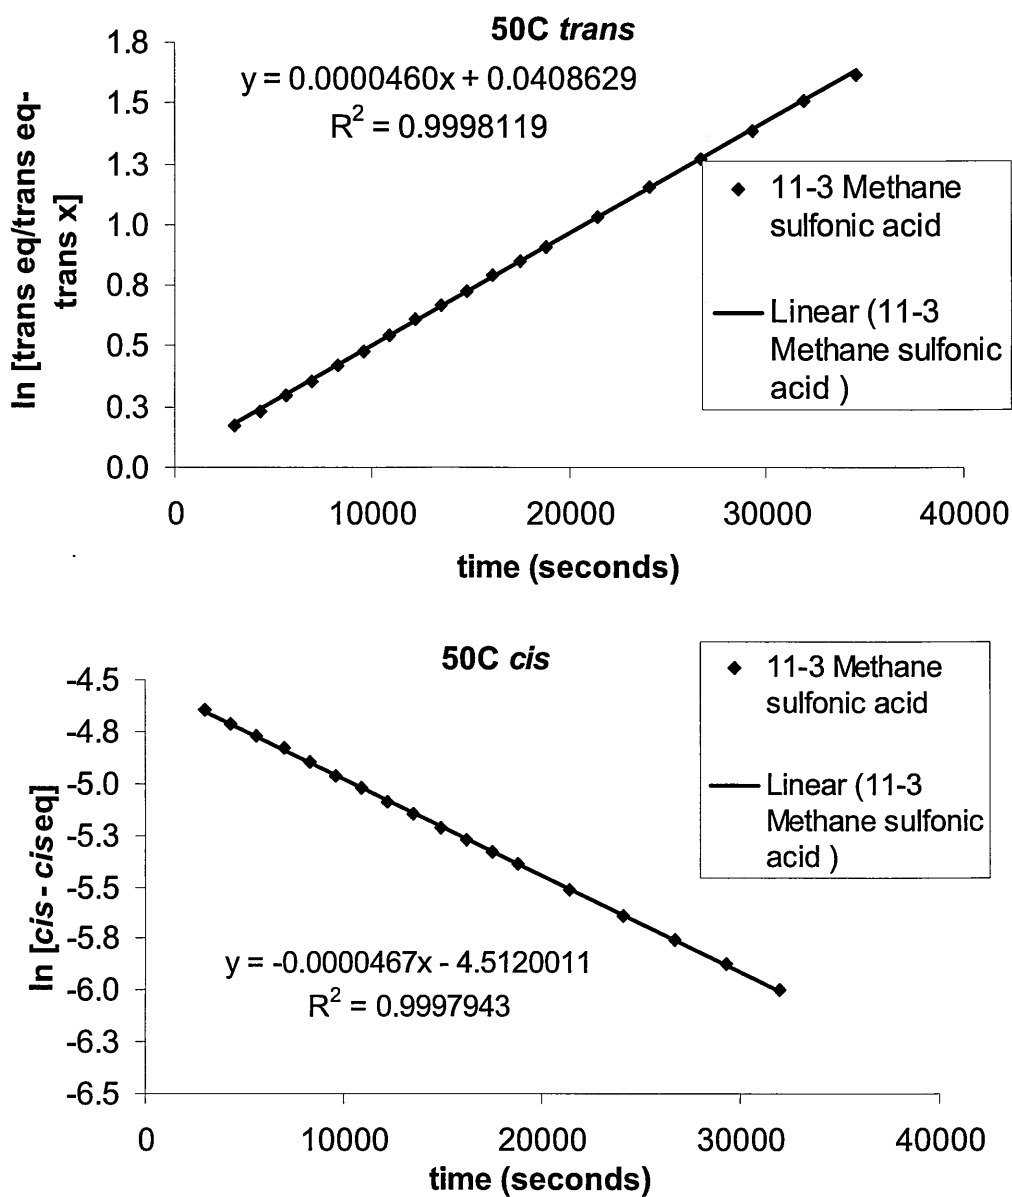 50C trans
y = 0.0000460x + 0.0408629
R² = 0.9998119
ln [trans eq/trans eq-
trans x]
1.8
1.5
1.3
1.0
0.8
0.5
0.3
0.0
0 10000 20000 30000 40000
time (seconds)
11-3 Methane
sulfonic acid
Linear (11-3
Methane sulfonic
acid )
50C cis
11-3 Methane
sulfonic acid
Linear (11-3
Methane sulfonic
acid )
ln [cis - cis eq]
-4.5
-4.8
-5.0
-5.3
-5.5
-5.8
-6.0
-6.3
-6.5
y = -0.0000467x - 4.5120011
R² = 0.9997943
0 10000 20000 30000 40000
time (seconds)